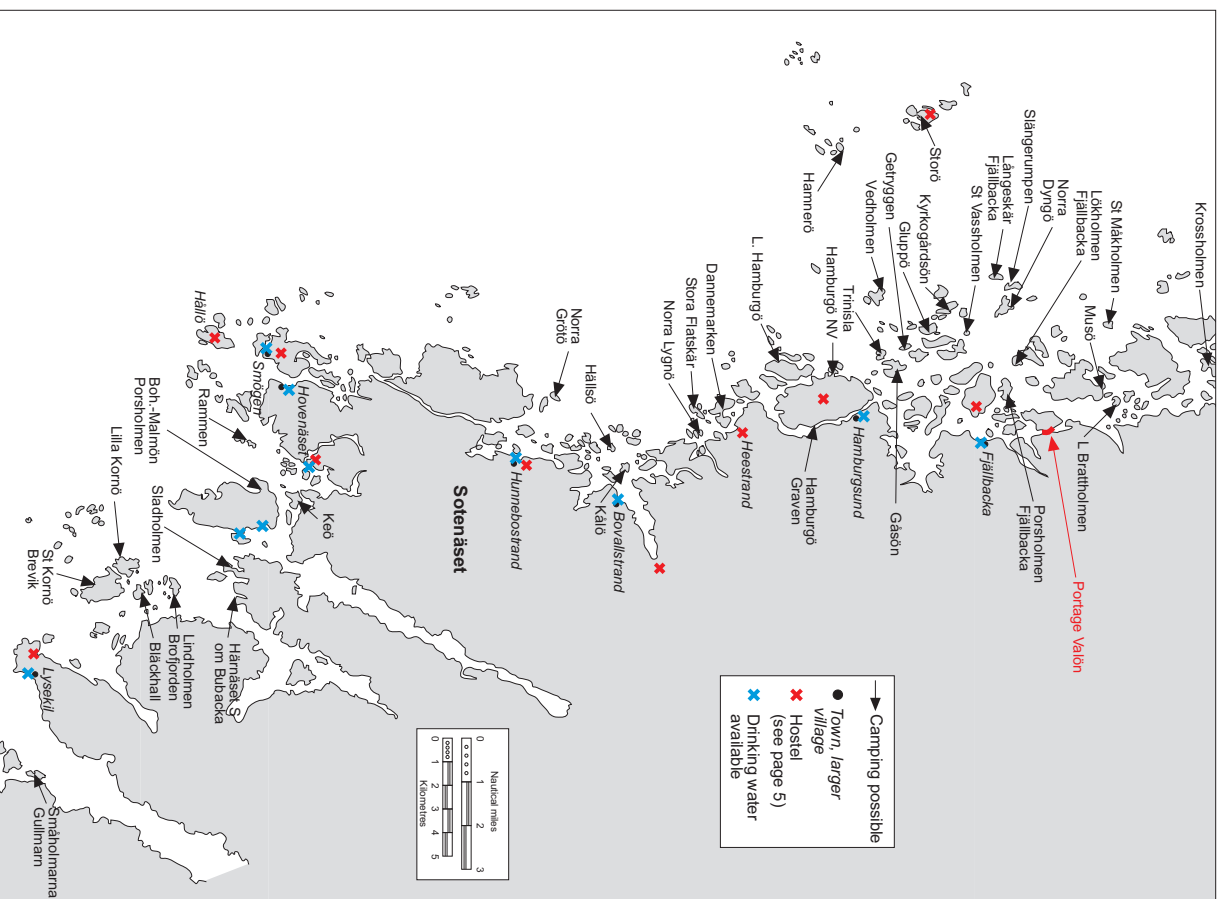 Krossholmen
St Måkholmen
Musö
Lökholmen
Fjällbacka
Norra
Dyngö
Slängerumpen
Långeskär
Fjällbacka
St Vassholmen
Kyrkogårdsön
Gluppö
Getryggen
Vedholmen
Storö
Hamnerö
Trinisla
Hamburgö NV
L. Hamburgö
Dannemarken
Stora Flatskär
Norra Lygnö
Hällsö
Norra
Grötö
L Brattholmen
Portage Valön
Porsholmen
Fjällbacka
Fjällbacka
Gåsön
Hamburgsund
Hamburgö
Graven
Heestrand
Bovallstrand
Kålö
Hunnebostrand
Sotenäset
Hovenäset
Smögen
Hållö
Keö
Rammen
Boh.-Malmön
Porsholmen
Sladholmen
Lilla Kornö
St Kornö
Brevik
Härnäset S
om Bubacka
Lindholmen
Brofjorden
Bläckhall
Lysekil
Småholmarna
Gullmarn
Camping possible
Town, larger
village
Hostel
(see page 5)
Drinking water
available
Nautical miles
0 1 2 3
0 1 2 3 4 5
Kilometres